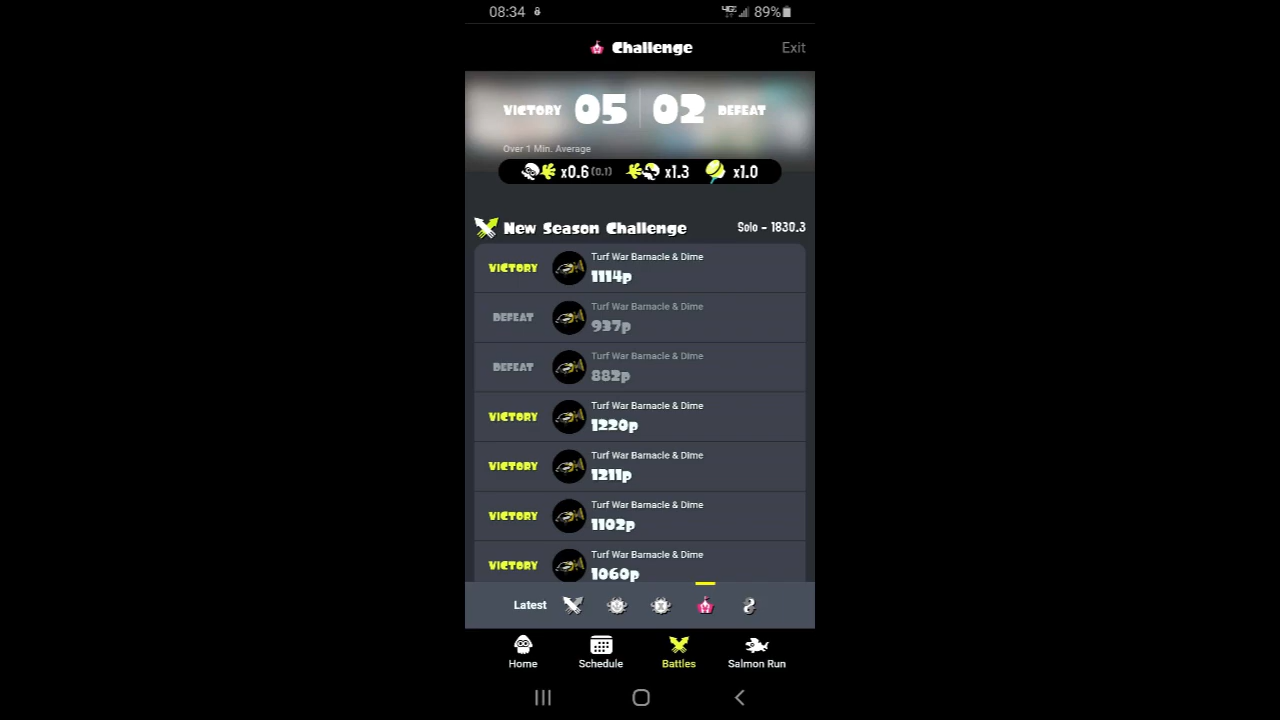 08:34 89%
Challenge Exit
VICTORY 05 02 DEFEAT
Over 1 Min. Average
x0.6(0.1) x1.3 x1.0
New Season Challenge Solo - 1830.3
VICTORY Turf War Barnacle & Dime
1114p
DEFEAT Turf War Barnacle & Dime
937p
DEFEAT Turf War Barnacle & Dime
882p
VICTORY Turf War Barnacle & Dime
1220p
VICTORY Turf War Barnacle & Dime
1211p
VICTORY Turf War Barnacle & Dime
1102p
VICTORY Turf War Barnacle & Dime
1060p
Latest
Home Schedule Battles Salmon Run